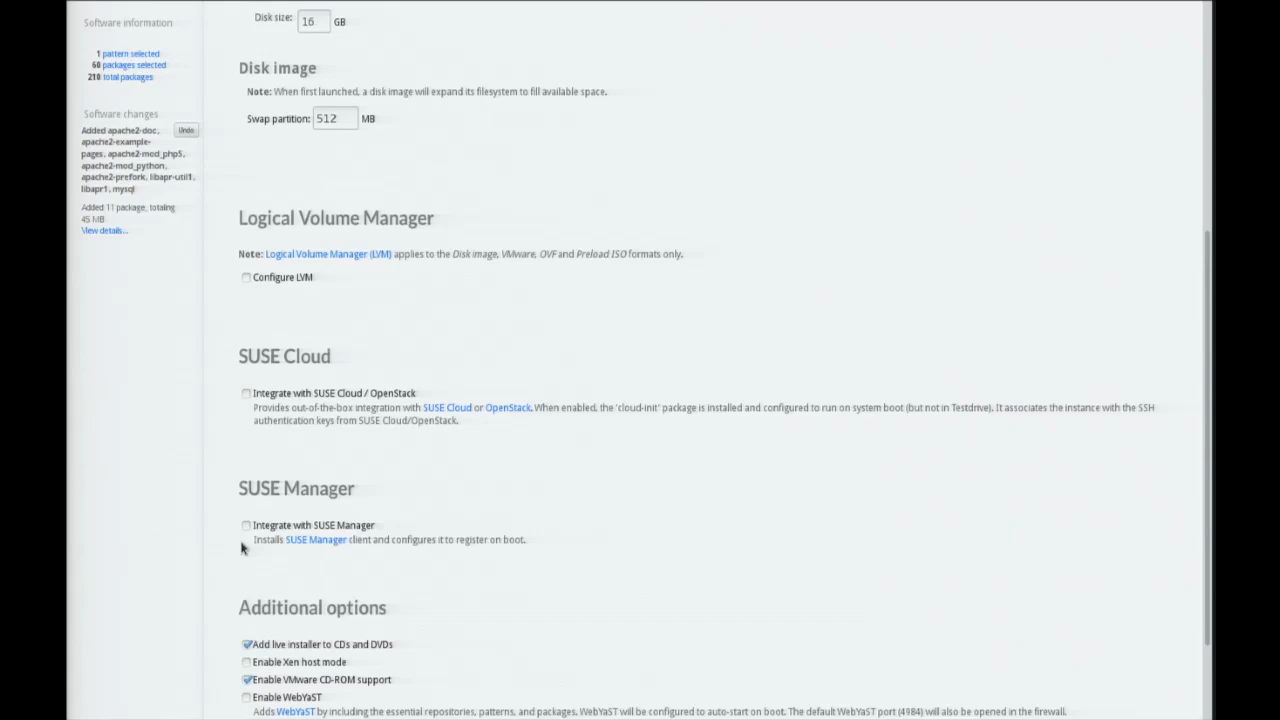 Software information
1 pattern selected
60 packages selected
210 total packages
Software changes
Undo
Added apache2-doc,
apache2-example-
pages, apache2-mod_php5,
apache2-mod_python,
apache2-prefork, libapr-util1,
libapr1, mysql
Added 11 package, totaling
45 MB
View details...
Disk size: 16 GB
Disk image
Note: When first launched, a disk image will expand its filesystem to fill available space.
Swap partition: 512 MB
Logical Volume Manager
Note: Logical Volume Manager (LVM) applies to the Disk image, VMware, OVF and Preload ISO formats only.
Configure LVM
SUSE Cloud
Integrate with SUSE Cloud / OpenStack
Provides out-of-the-box integration with SUSE Cloud or OpenStack. When enabled, the 'cloud-init' package is installed and configured to run on system boot (but not in Testdrive). It associates the instance with the SSH
authentication keys from SUSE Cloud/OpenStack.
SUSE Manager
Integrate with SUSE Manager
Installs SUSE Manager client and configures it to register on boot.
Additional options
Add live installer to CDs and DVDs
Enable Xen host mode
Enable VMware CD-ROM support
Enable WebYaST
Adds WebYaST by including the essential repositories, patterns, and packages. WebYaST will be configured to auto-start on boot. The default WebYaST port (4984) will also be opened in the firewall.